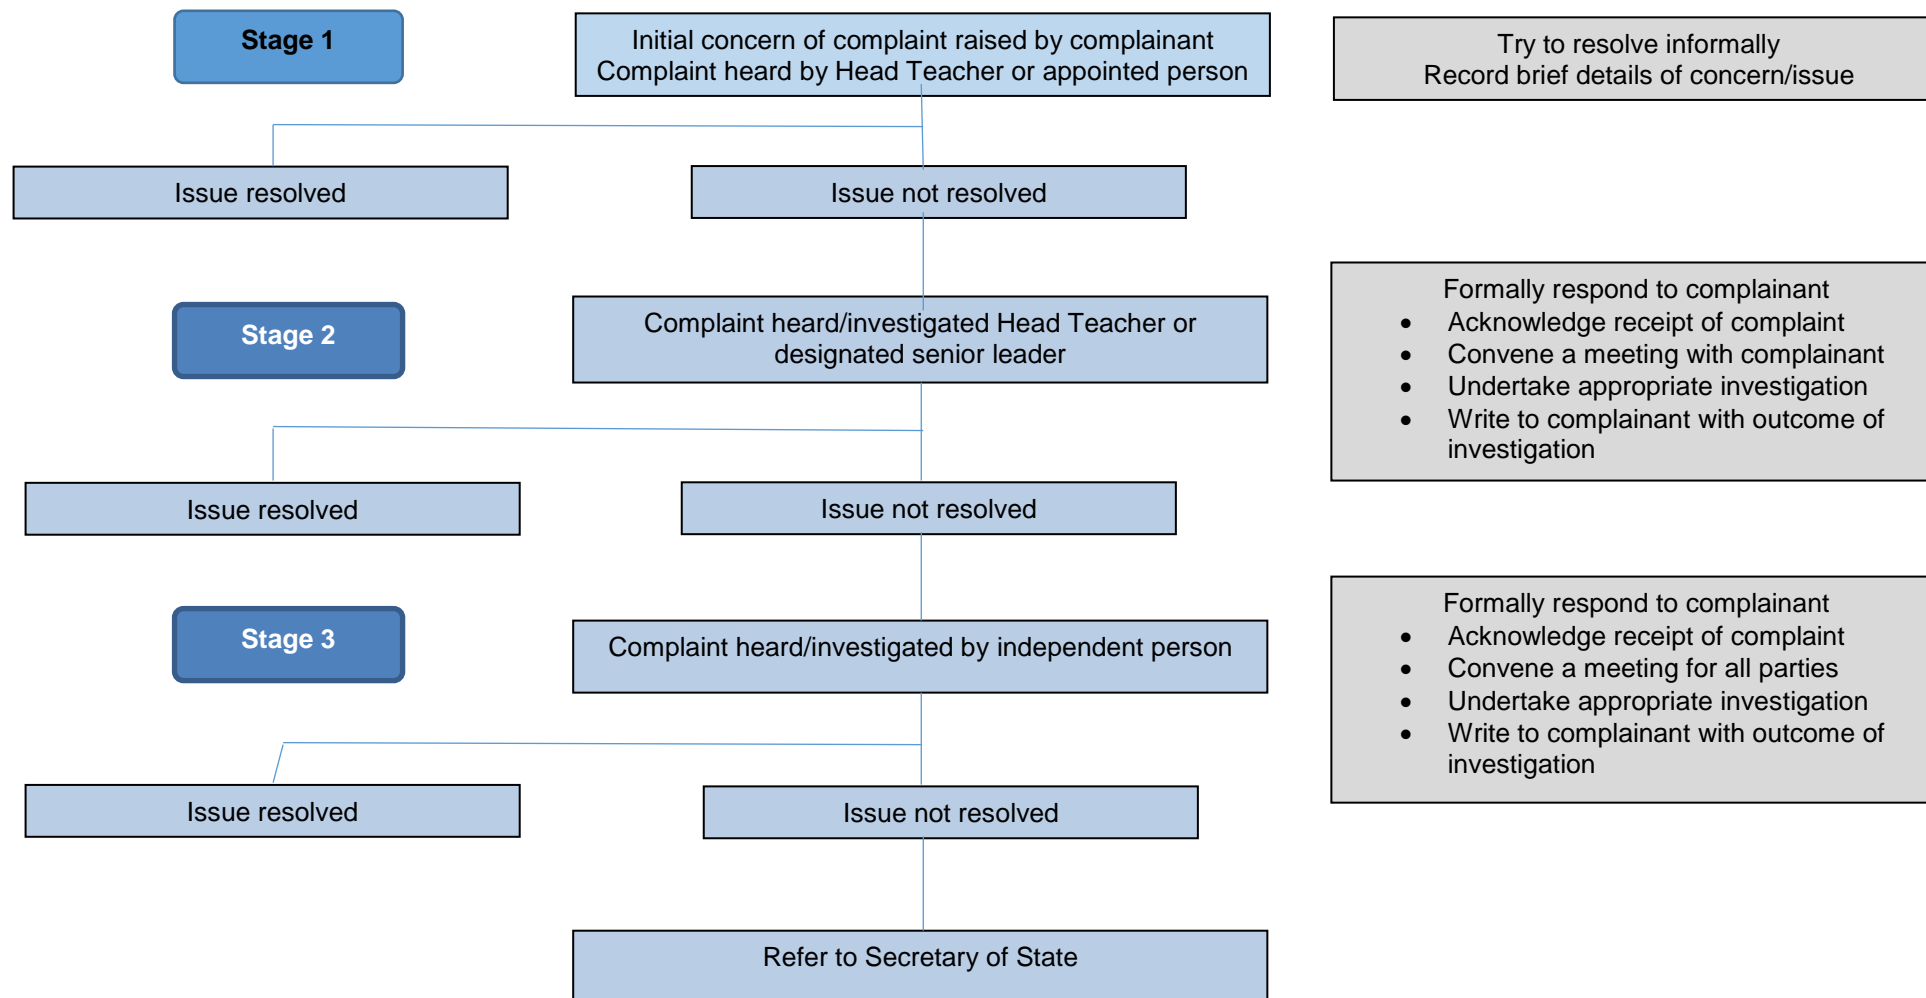 Stage 1
Initial concern of complaint raised by complainant
Complaint heard by Head Teacher or appointed person
Try to resolve informally
Record brief details of concern/issue
Issue resolved
Issue not resolved
Stage 2
Complaint heard/investigated Head Teacher or
designated senior leader
Formally respond to complainant
• Acknowledge receipt of complaint
• Convene a meeting with complainant
• Undertake appropriate investigation
• Write to complainant with outcome of
investigation
Issue resolved
Issue not resolved
Stage 3
Complaint heard/investigated by independent person
Formally respond to complainant
• Acknowledge receipt of complaint
• Convene a meeting for all parties
• Undertake appropriate investigation
• Write to complainant with outcome of
investigation
Issue resolved
Issue not resolved
Refer to Secretary of State